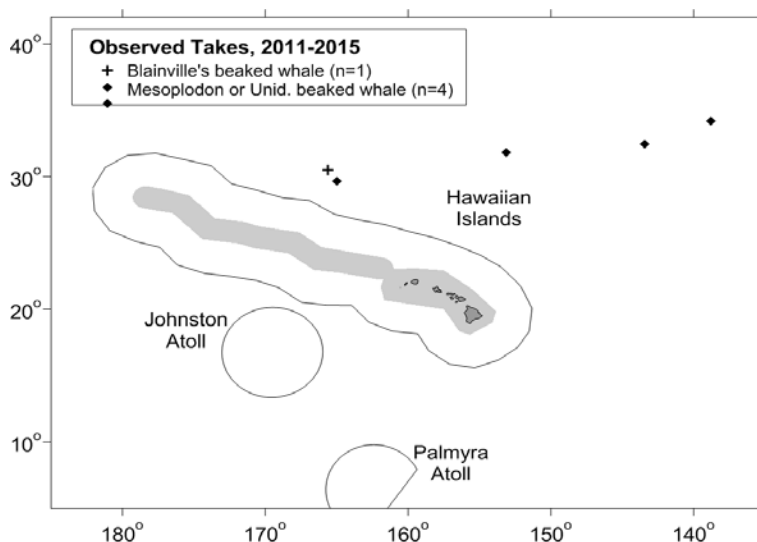 Observed Takes, 2011-2015
Blainville's beaked whale (n=1)
Mesoplodon or Unid. beaked whale (n=4)
40°
30°
20°
10°
Hawaiian
Islands
Johnston
Atoll
Palmyra
Atoll
180°
170°
160°
150°
140°